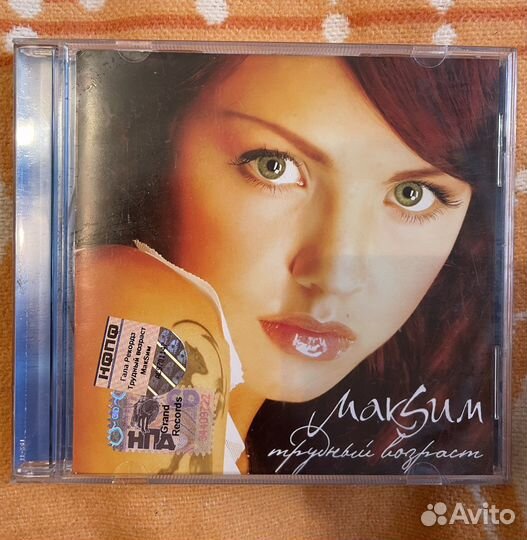 МакSим
трудный возраст
НФПФ
Гала Рекордз
Трудный возраст
МакSим
Grand
Records
НПА
Avito